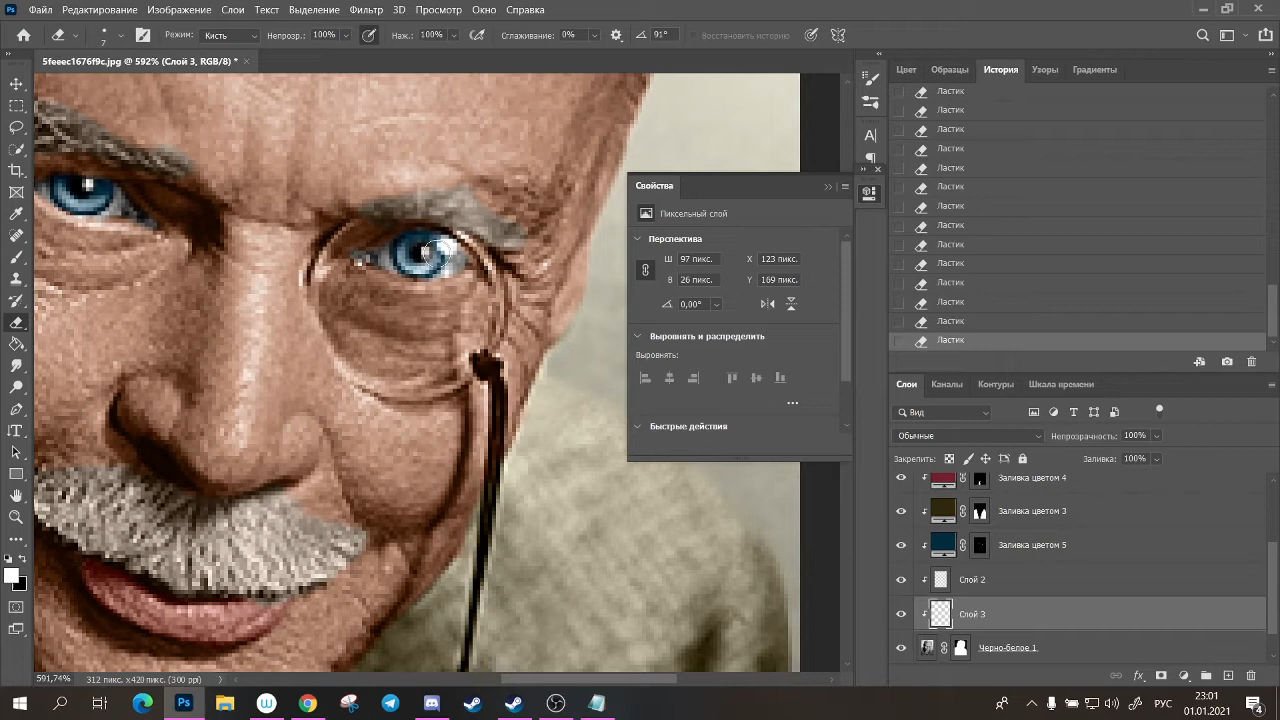 Ps Файл Редактирование Изображение Слои Текст Выделение Фильтр 3D Просмотр Окно Справка
7 Режим: Кисть Непрозр.: 100% Наж.: 100% Сглаживание: 0% 91° Восстановить историю
5feeec1676f9c.jpg @ 592% (Слой 3, RGB/8) *
Цвет Образцы История Узоры Градиенты
Ластик
Ластик
Ластик
Ластик
Ластик
Ластик
Ластик
Ластик
Ластик
Ластик
Ластик
Ластик
Ластик
Ластик
Свойства
Пиксельный слой
Перспектива
Ш 97 пикс. X 123 пикс.
В 26 пикс. Y 169 пикс.
0,00°
Выровнять и распределить
Выровнять:
Быстрые действия
Слои Каналы Контуры Шкала времени
Вид
Обычные Непрозрачность: 100%
Закрепить: Заливка: 100%
Заливка цветом 4
Заливка цветом 3
Заливка цветом 5
Слой 2
Слой 3
Черно-белое 1
591,74% 312 пикс. x 420 пикс. (300 ppi)
РУС 23:01
01.01.2021